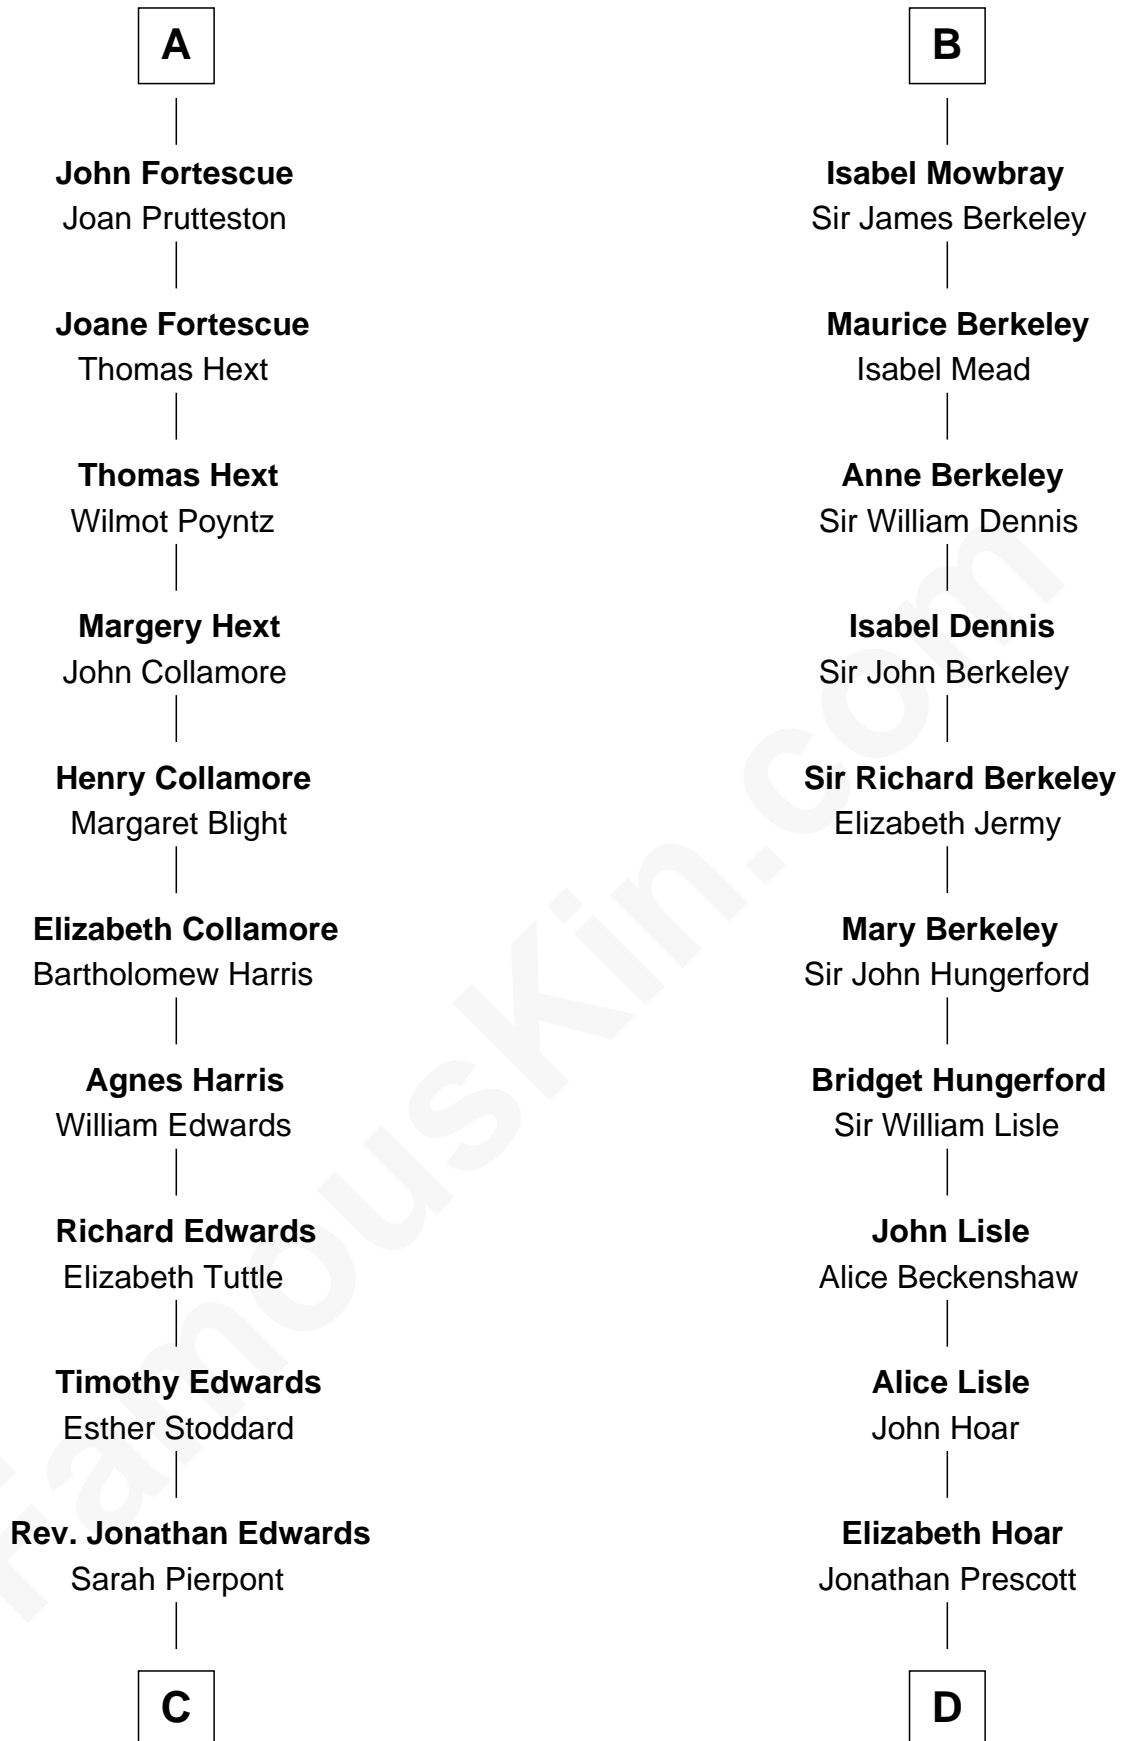 A
John Fortescue
Joan Prutteston
Joane Fortescue
Thomas Hext
Thomas Hext
Wilmot Poyntz
Margery Hext
John Collamore
Henry Collamore
Margaret Blight
Elizabeth Collamore
Bartholomew Harris
Agnes Harris
William Edwards
Richard Edwards
Elizabeth Tuttle
Timothy Edwards
Esther Stoddard
Rev. Jonathan Edwards
Sarah Pierpont
C
B
Isabel Mowbray
Sir James Berkeley
Maurice Berkeley
Isabel Mead
Anne Berkeley
Sir William Dennis
Isabel Dennis
Sir John Berkeley
Sir Richard Berkeley
Elizabeth Jermy
Mary Berkeley
Sir John Hungerford
Bridget Hungerford
Sir William Lisle
John Lisle
Alice Beckenshaw
Alice Lisle
John Hoar
Elizabeth Hoar
Jonathan Prescott
D
FamousKin.com